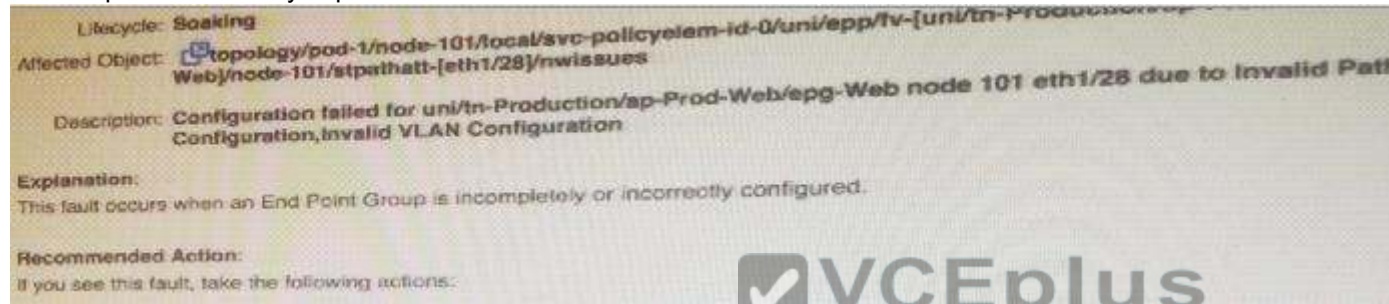 Lifecycle: Soaking
Affected Object: topology/pod-1/node-101/local/svc-policyelem-id-0/uni/epp/fv-[uni/tn-Production/ap-
Web]/node-101/stpathatt-[eth1/28]/nwissues
Description: Configuration failed for uni/tn-Production/ap-Prod-Web/epg-Web node 101 eth1/28 due to Invalid Path
Configuration,Invalid VLAN Configuration
Explanation:
This fault occurs when an End Point Group is incompletely or incorrectly configured.
Recommended Action:
If you see this fault, take the following actions:
VCEplus